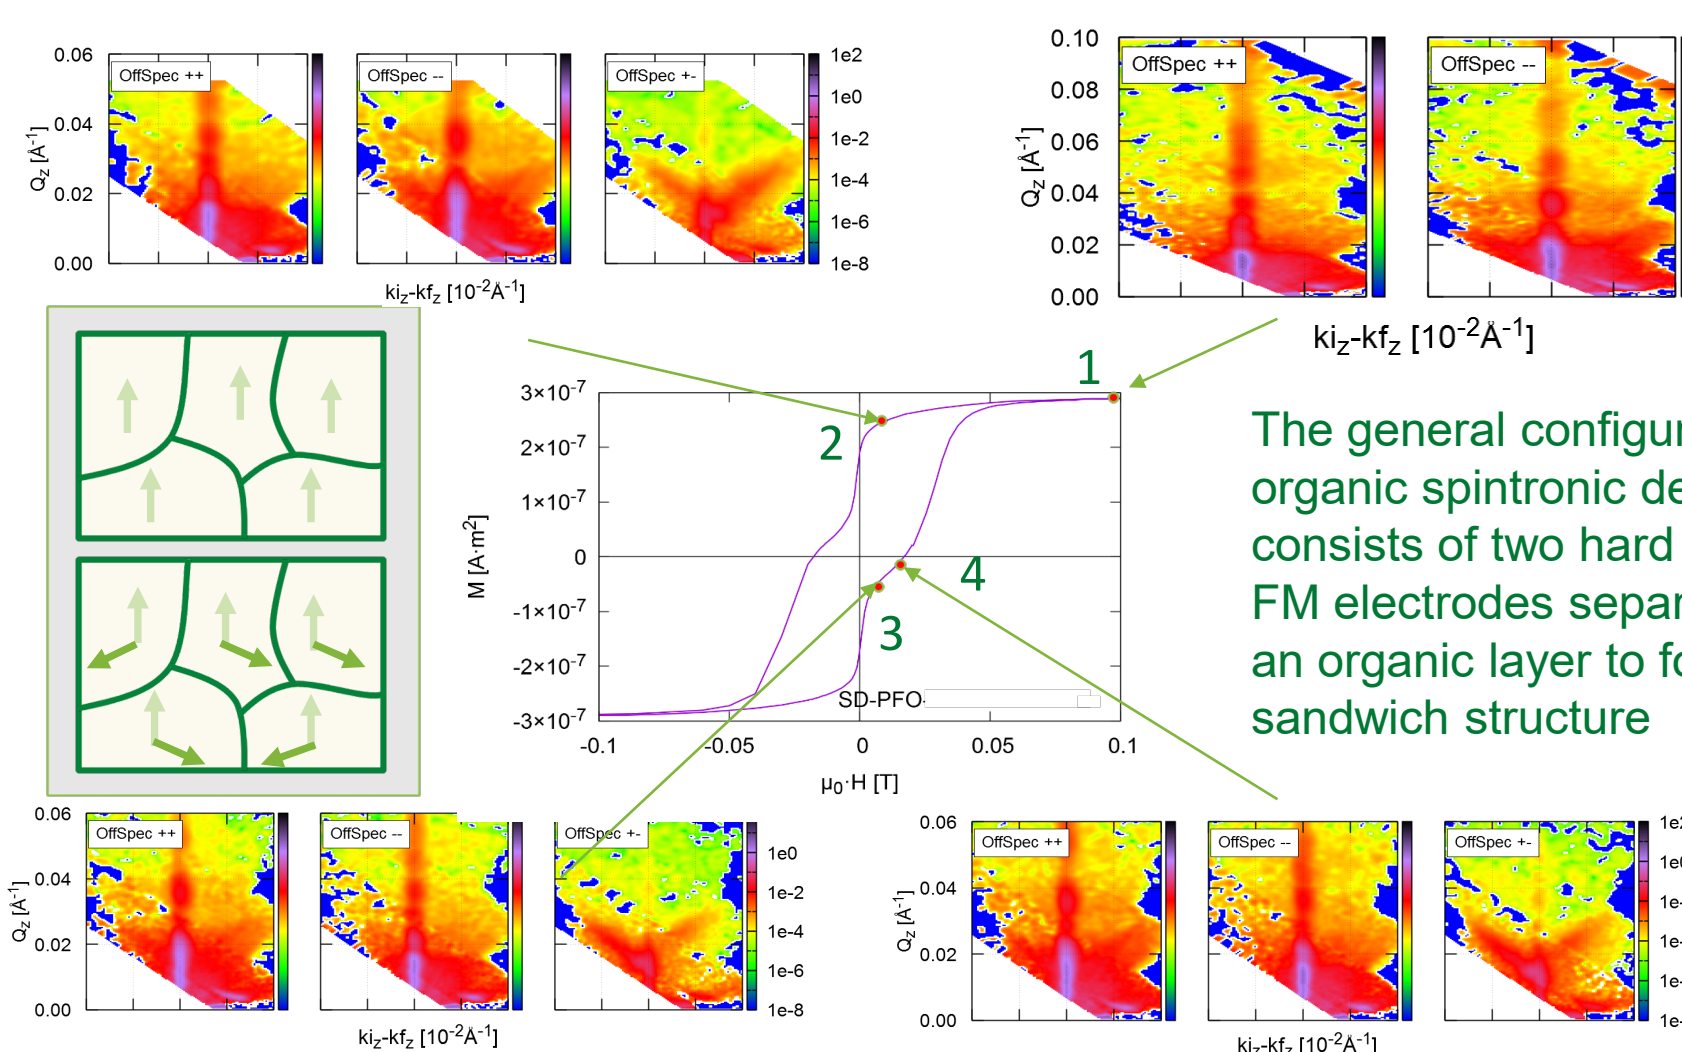 0.06
OffSpec ++
OffSpec --
OffSpec +-
1e2
1e0
1e-2
1e-4
1e-6
1e-8
0.04
0.02
0.00
Qz [Å-1]
kiz-kfz [10-2Å-1]
0.10
OffSpec ++
OffSpec --
0.08
0.06
0.04
0.02
0.00
Qz [Å-1]
kiz-kfz [10-2Å-1]
1
2
3
4
3×10-7
2×10-7
1×10-7
0
-1×10-7
-2×10-7
-3×10-7
M [A·m2]
SD-PFO-
-0.1
-0.05
0
0.05
0.1
μ0·H [T]
The general
organic spintronic
consists of two hard
FM electrodes
an organic layer to
sandwich structure
0.06
OffSpec ++
OffSpec --
OffSpec +-
1e0
1e-2
1e-4
1e-6
1e-8
0.04
0.02
0.00
Qz [Å-1]
kiz-kfz [10-2Å-1]
0.06
OffSpec ++
OffSpec --
OffSpec +-
0.04
0.02
0.00
Qz [Å-1]
kiz-kfz [10-2Å-1]